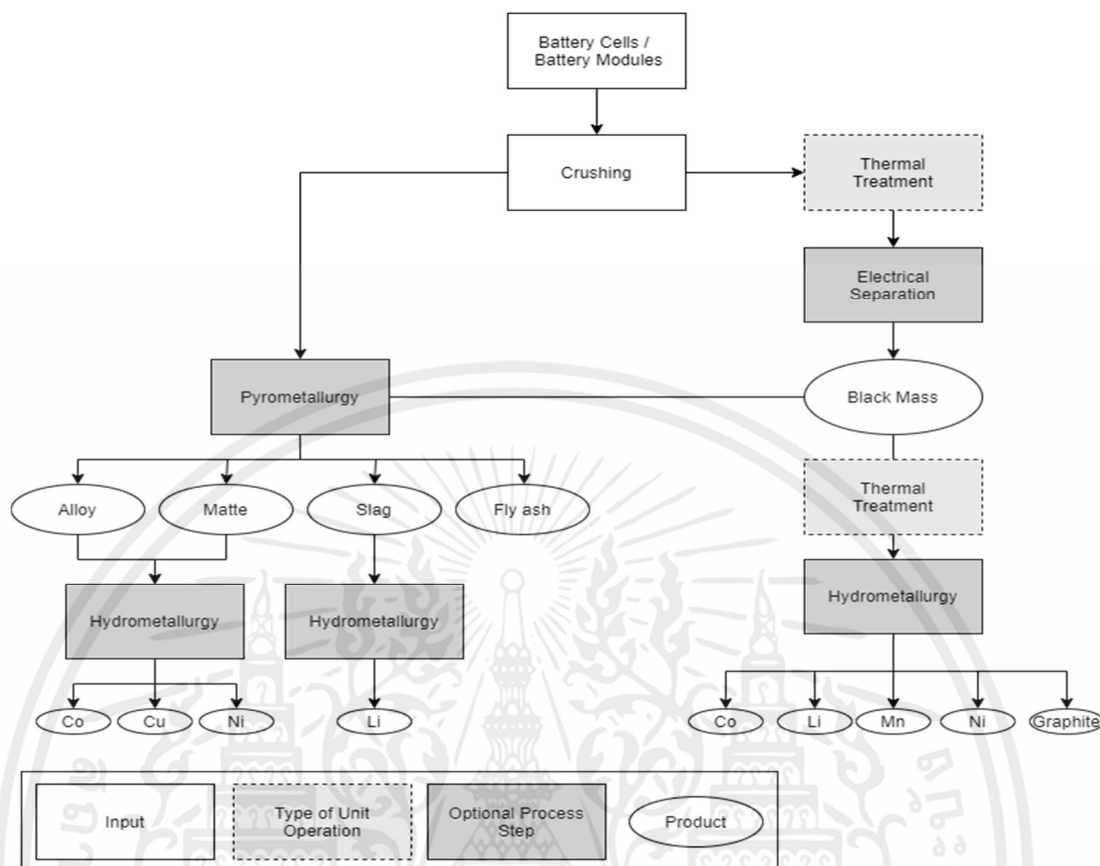 Battery Cells /
Battery Modules
Crushing
Thermal
Treatment
Electrical
Separation
Pyrometallurgy
Black Mass
Alloy
Matte
Slag
Fly ash
Thermal
Treatment
Hydrometallurgy
Hydrometallurgy
Hydrometallurgy
Co
Cu
Ni
Li
Co
Li
Mn
Ni
Graphite
Input
Type of Unit
Operation
Optional Process
Step
Product